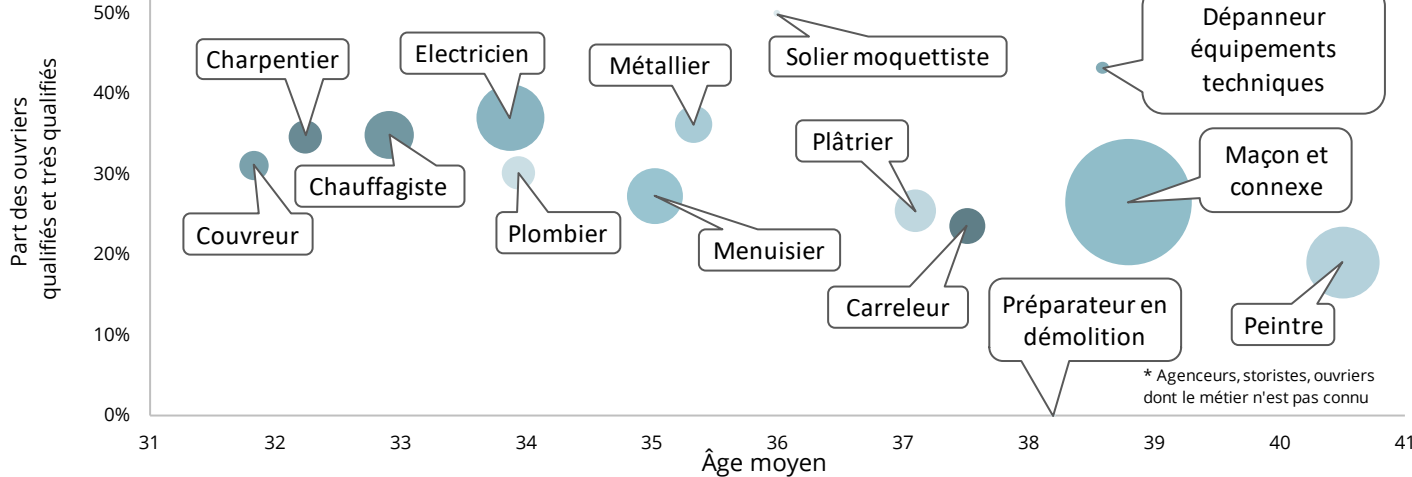 Part des ouvriers
qualifiés et très qualifiés
50%
40%
30%
20%
10%
0%
Charpentier
Electricien
Métallier
Solier moquettiste
Dépanneur
équipements
techniques
Chauffagiste
Couvreur
Plombier
Menuisier
Plâtrier
Maçon et
connexe
Carreleur
Préparateur en
démolition
Peintre
* Agenceurs, storistes, ouvriers
dont le métier n'est pas connu
31 32 33 34 35 36 37 38 39 40 41
Âge moyen